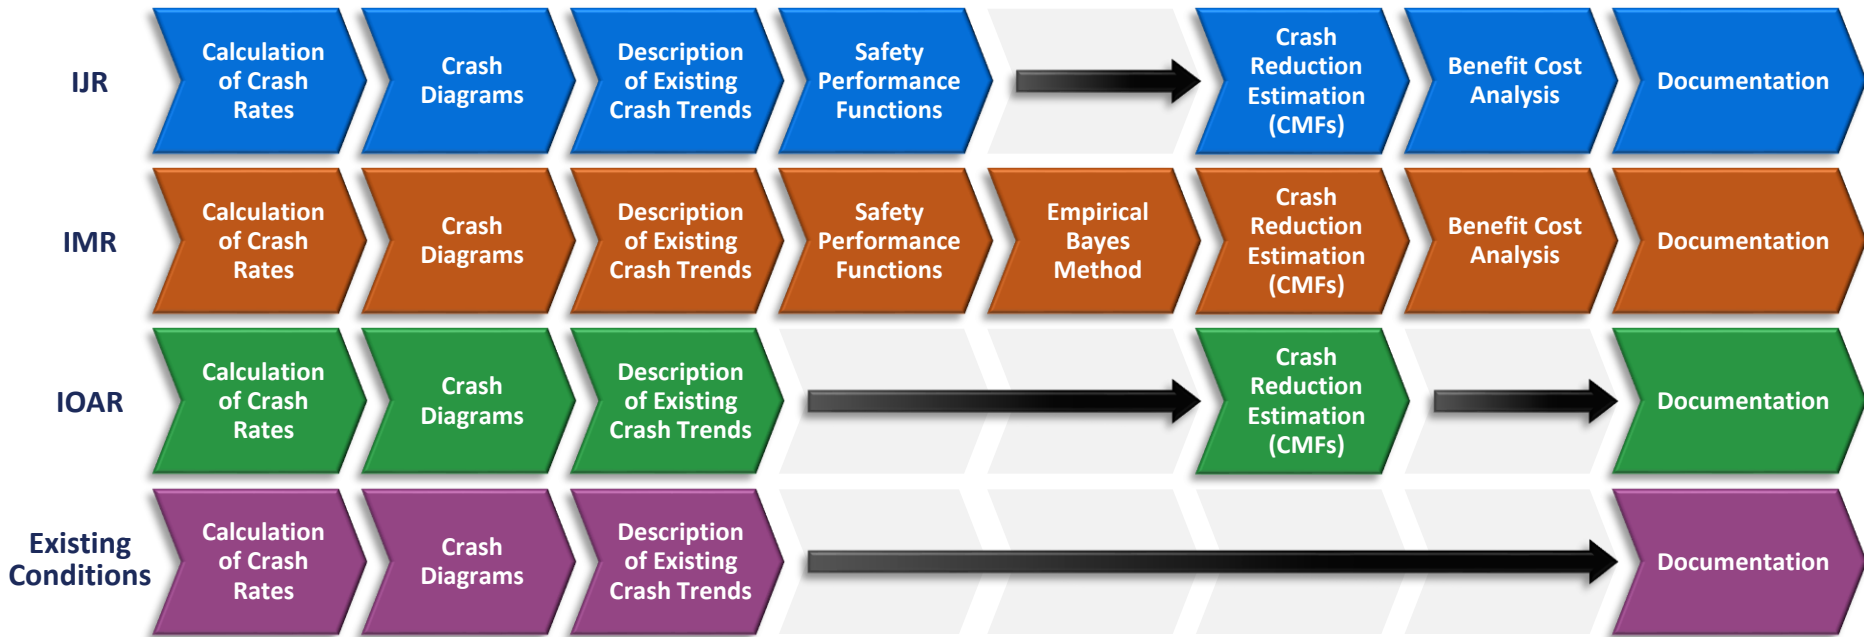 IJR
Calculation
of Crash
Rates
Crash
Diagrams
Description
of Existing
Crash Trends
Safety
Performance
Functions
Crash
Reduction
Estimation
(CMFs)
Benefit Cost
Analysis
Documentation
IMR
Calculation
of Crash
Rates
Crash
Diagrams
Description
of Existing
Crash Trends
Safety
Performance
Functions
Empirical
Bayes
Method
Crash
Reduction
Estimation
(CMFs)
Benefit Cost
Analysis
Documentation
IOAR
Calculation
of Crash
Rates
Crash
Diagrams
Description
of Existing
Crash Trends
Crash
Reduction
Estimation
(CMFs)
Documentation
Existing
Conditions
Calculation
of Crash
Rates
Crash
Diagrams
Description
of Existing
Crash Trends
Documentation